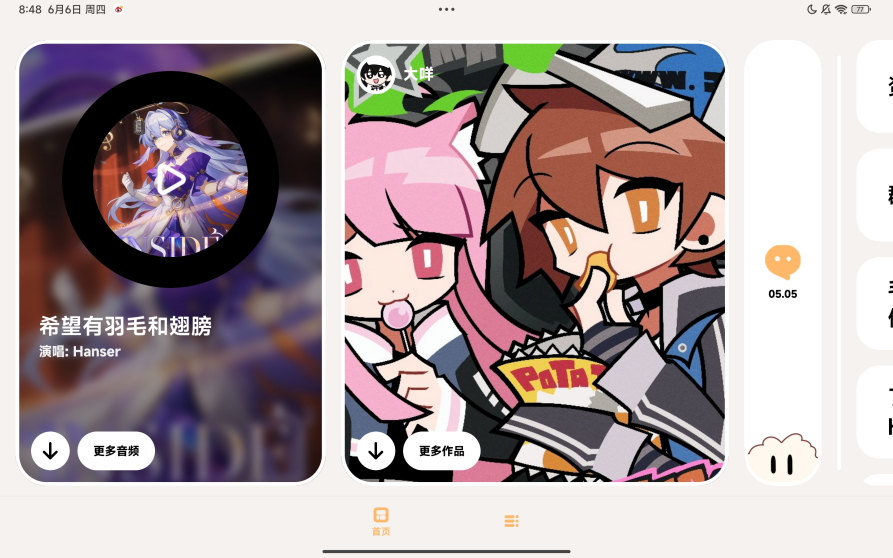 8:48 6月6日 周四
77
大咩
INSIDE
希望有羽毛和翅膀
演唱: Hanser
更多音频
POTA
更多作品
05.05
首页